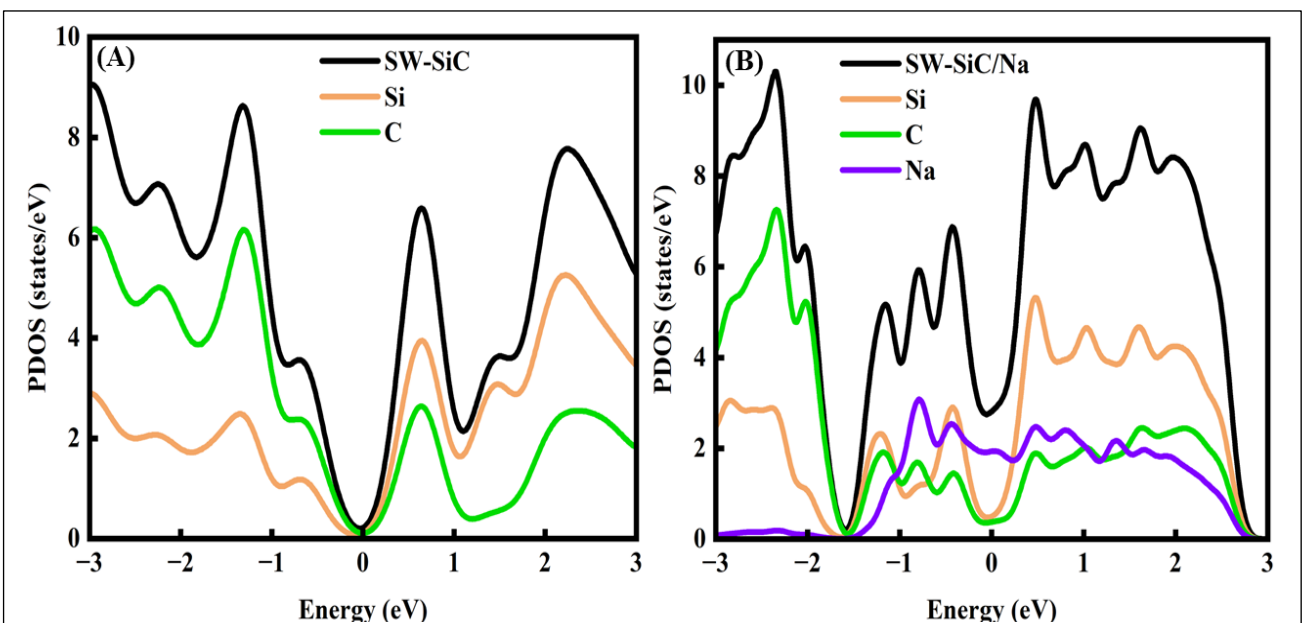 (A)
SW-SiC
Si
C
10
8
6
4
2
0
−3 −2 −1 0 1 2 3
PDOS (states/eV)
Energy (eV)
(B)
SW-SiC/Na
Si
C
Na
10
8
6
4
2
0
−3 −2 −1 0 1 2 3
PDOS (states/eV)
Energy (eV)